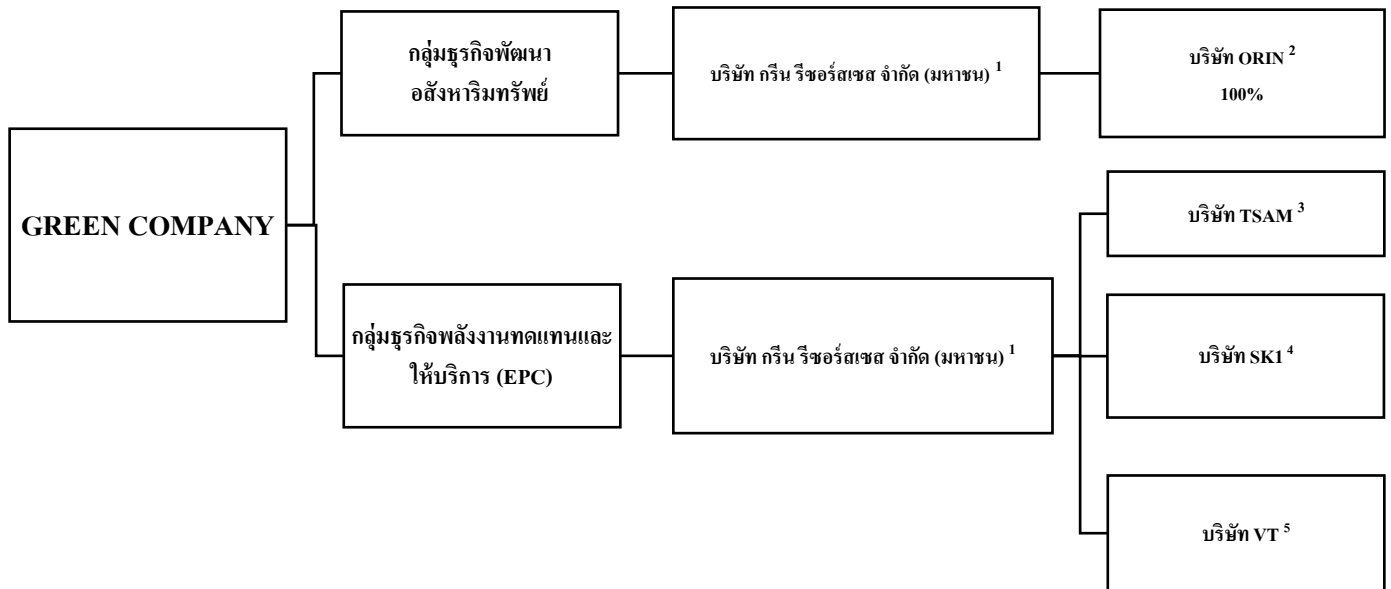 กลุ่มธุรกิจพัฒนา
อสังหาริมทรัพย์
บริษัท กรีน รีซอร์สเซส จำกัด (มหาชน) 1
บริษัท ORIN 2
100%
GREEN COMPANY
บริษัท TSAM 3
กลุ่มธุรกิจพลังงานทดแทนและ
ให้บริการ (EPC)
บริษัท กรีน รีซอร์สเซส จำกัด (มหาชน) 1
บริษัท SK1 4
บริษัท VT 5